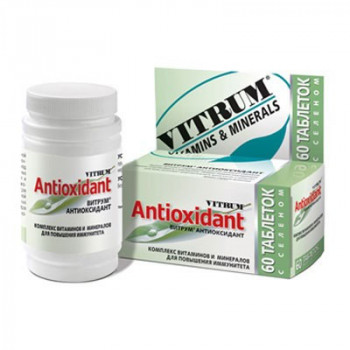 VITRUM
Antioxidant
ВИТРУМ®
АНТИОКСИДАНТ
КОМПЛЕКС ВИТАМИНОВ И МИНЕРАЛОВ
ДЛЯ ПОВЫШЕНИЯ ИММУНИТЕТА
VITRUM®
VITAMINS & MINERALS
60 ТАБЛЕТОК
С СЕЛЕНОМ
VITRUM®
Antioxidant
ВИТРУМ® АНТИОКСИДАНТ
КОМПЛЕКС ВИТАМИНОВ И МИНЕРАЛОВ
ДЛЯ ПОВЫШЕНИЯ ИММУНИТЕТА
60 ТАБЛЕТОК
С СЕЛЕНОМ